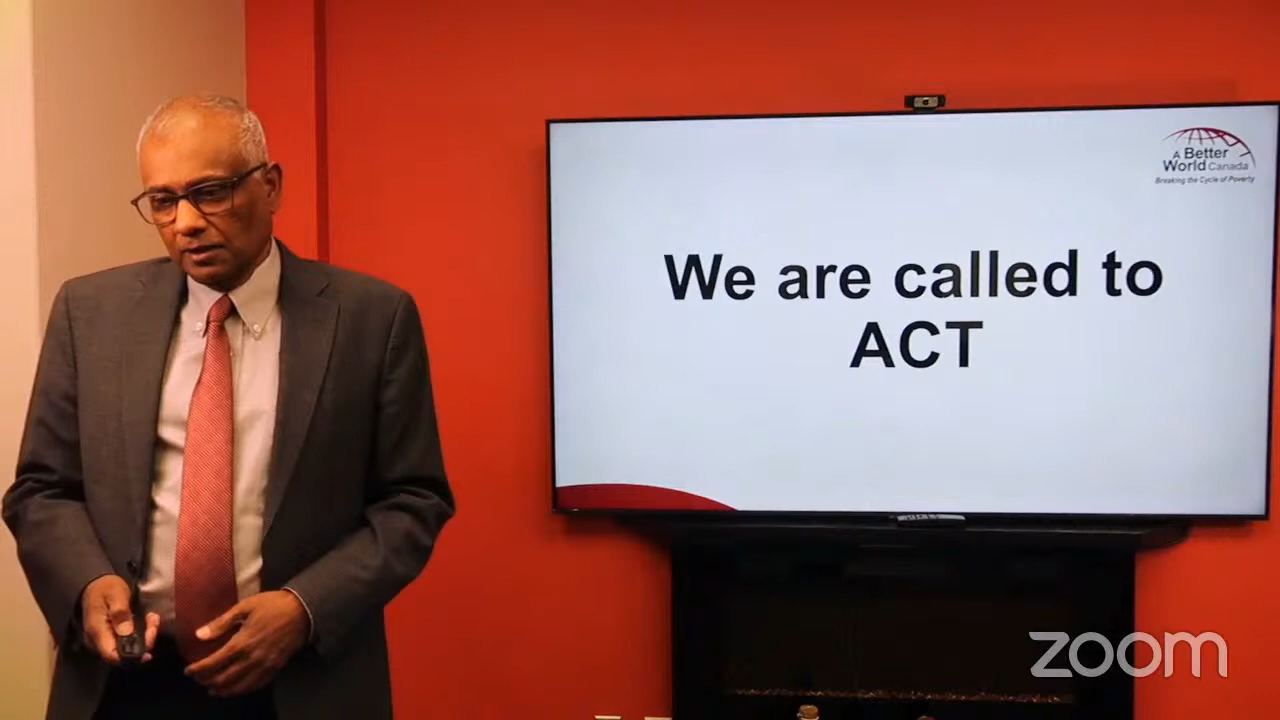 A Better
World Canada
Breaking the Cycle of Poverty
We are called to
ACT
zoom